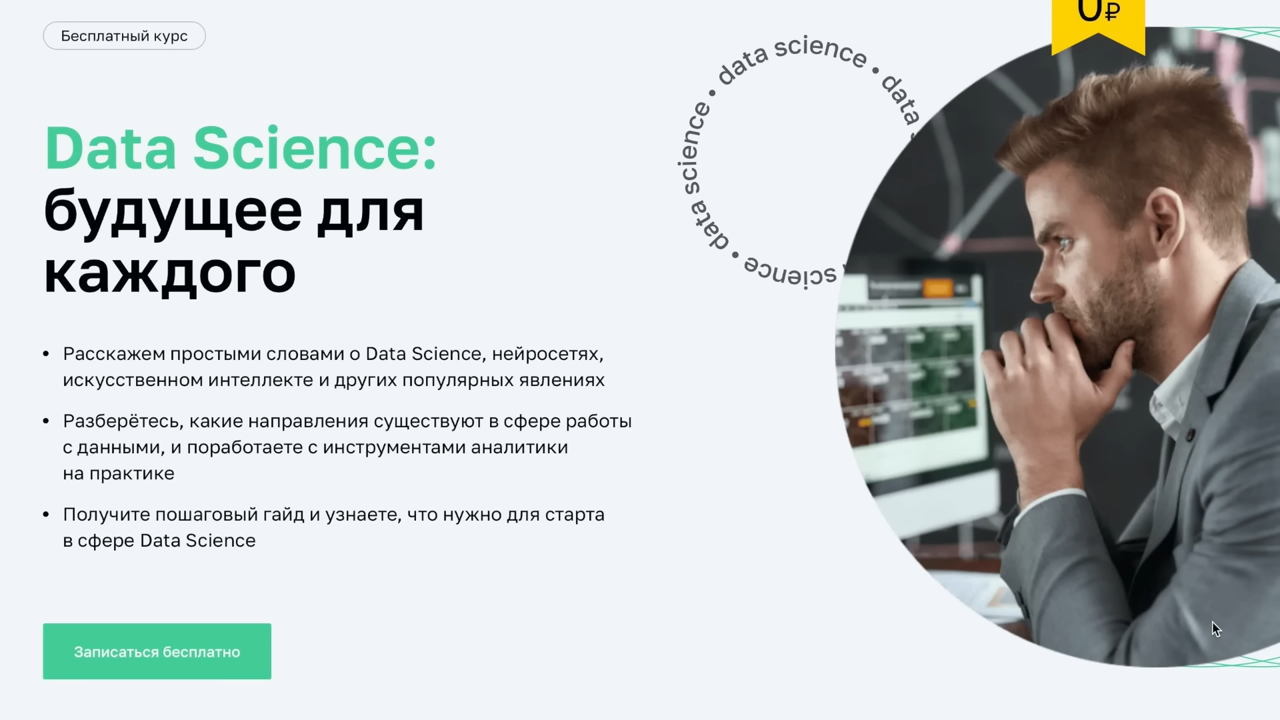 Бесплатный курс
0₽
data science • data
science • data science •
Data Science:
будущее для
каждого
• Расскажем простыми словами о Data Science, нейросетях,
искусственном интеллекте и других популярных явлениях
• Разберётесь, какие направления существуют в сфере работы
с данными, и поработаете с инструментами аналитики
на практике
• Получите пошаговый гайд и узнаете, что нужно для старта
в сфере Data Science
Записаться бесплатно